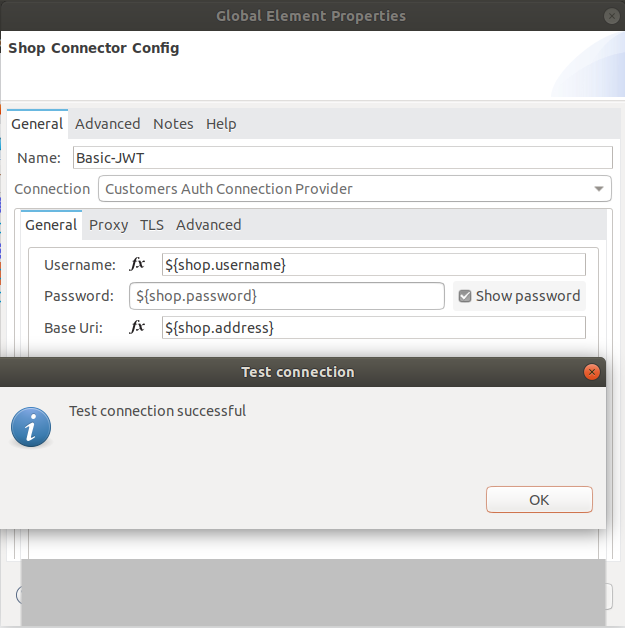 Global Element Properties
Shop Connector Config
General Advanced Notes Help
Name: Basic-JWT
Connection Customers Auth Connection Provider
General Proxy TLS Advanced
Username: fx ${shop.username}
Password: ${shop.password} Show password
Base Uri: fx ${shop.address}
Test connection
Test connection successful
OK